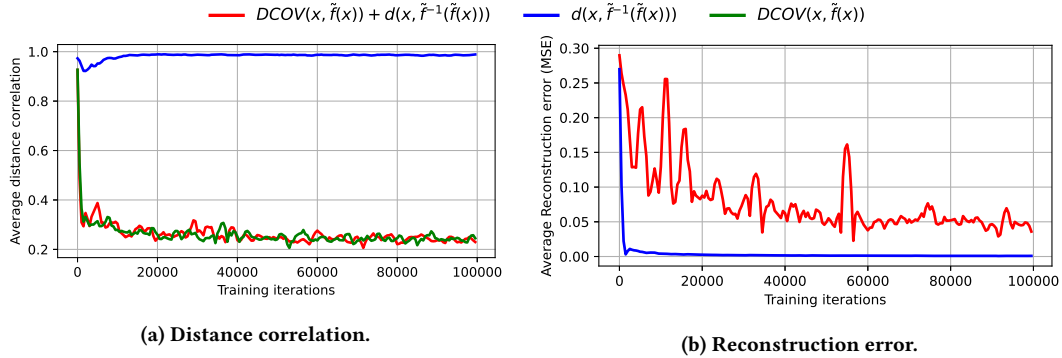 DCOV(x, f̃(x)) + d(x, f̃⁻¹(f̃(x))) d(x, f̃⁻¹(f̃(x))) DCOV(x, f̃(x))
Average distance correlation
1.0
0.8
0.6
0.4
0.2
0 20000 40000 60000 80000 100000
Training iterations
(a) Distance correlation.
Average Reconstruction error (MSE)
0.30
0.25
0.20
0.15
0.10
0.05
0.00
0 20000 40000 60000 80000 100000
Training iterations
(b) Reconstruction error.